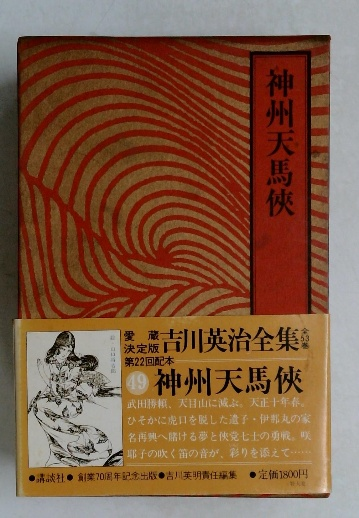 神州天馬俠
愛蔵
決定版
吉川英治全集
全53巻
第22回配本
49 神州天馬俠
武田勝頼、天目山に滅ぶ。天正十年春。
ひそかに虎口を脱した遺子・伊那丸の家
名再興へ賭ける夢と俠党七士の勇戦。咲
耶子の吹く笛の音が、彩りを添えて……
●講談社● 創業70周年記念出版●吉川英明責任編集 ●定価1800円